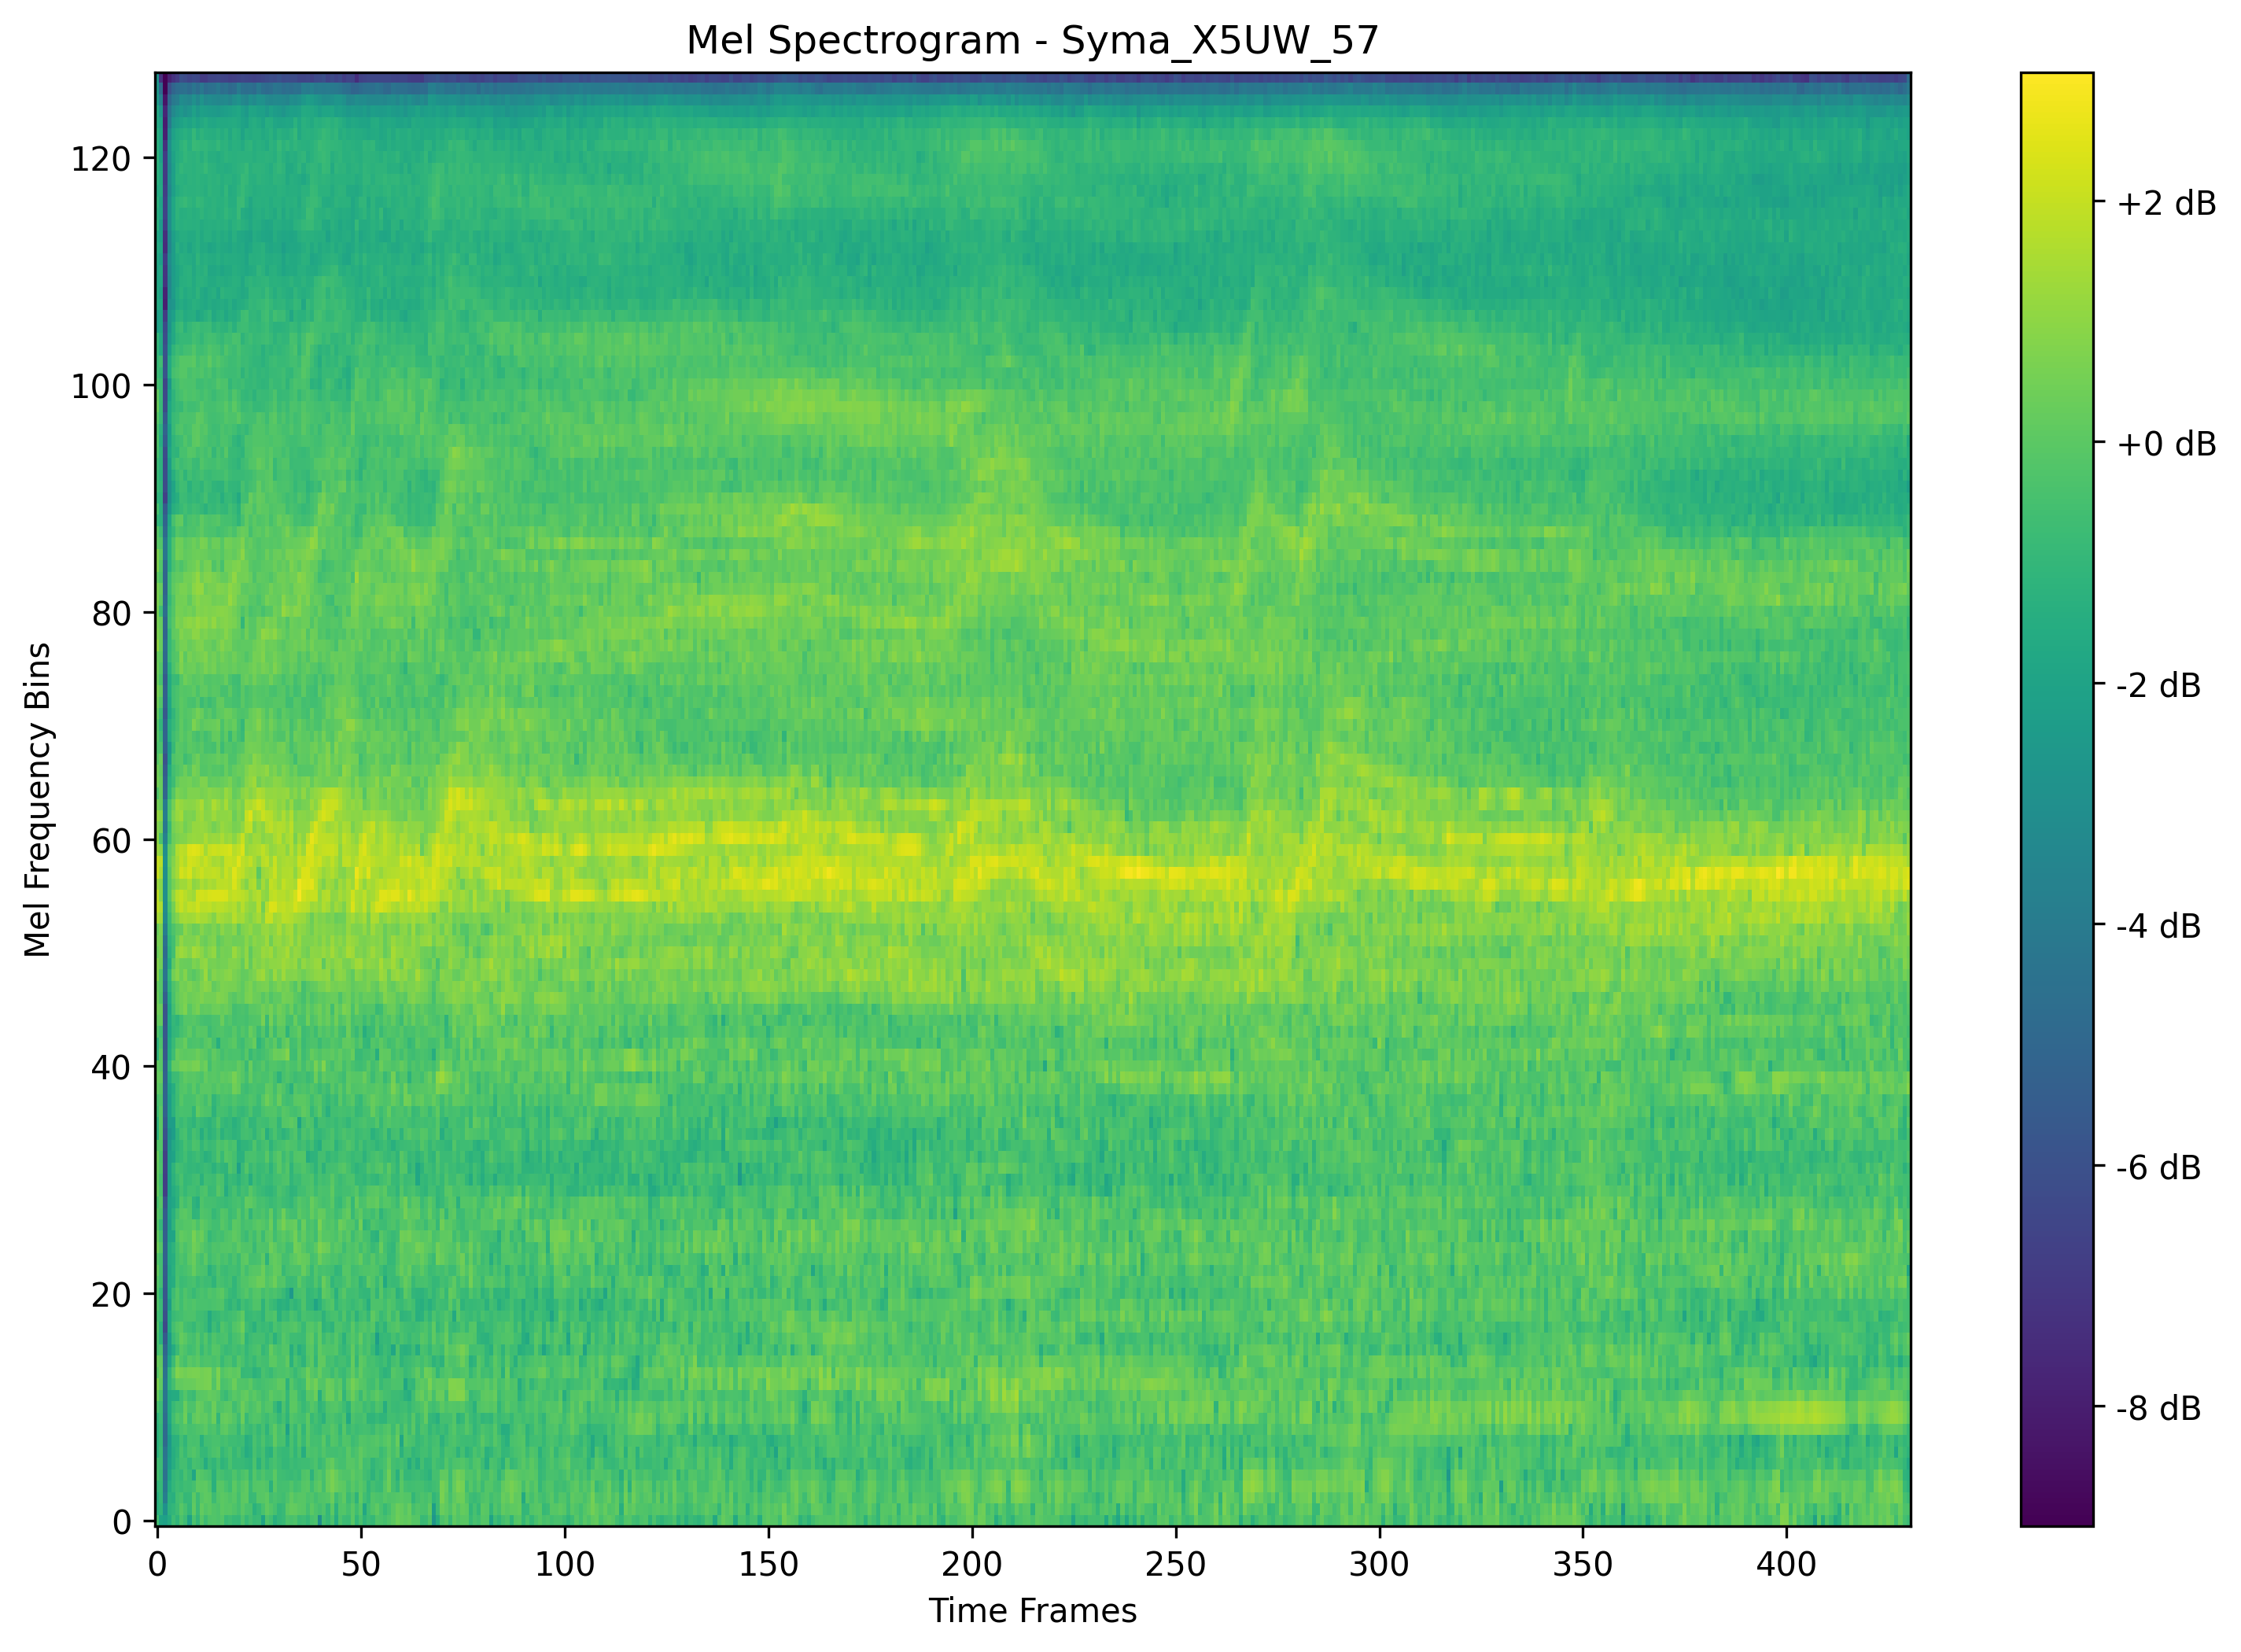 Mel Spectrogram - Syma_X5UW_57
Mel Frequency Bins
120
100
80
60
40
20
0
0 50 100 150 200 250 300 350 400
Time Frames
+2 dB
+0 dB
-2 dB
-4 dB
-6 dB
-8 dB